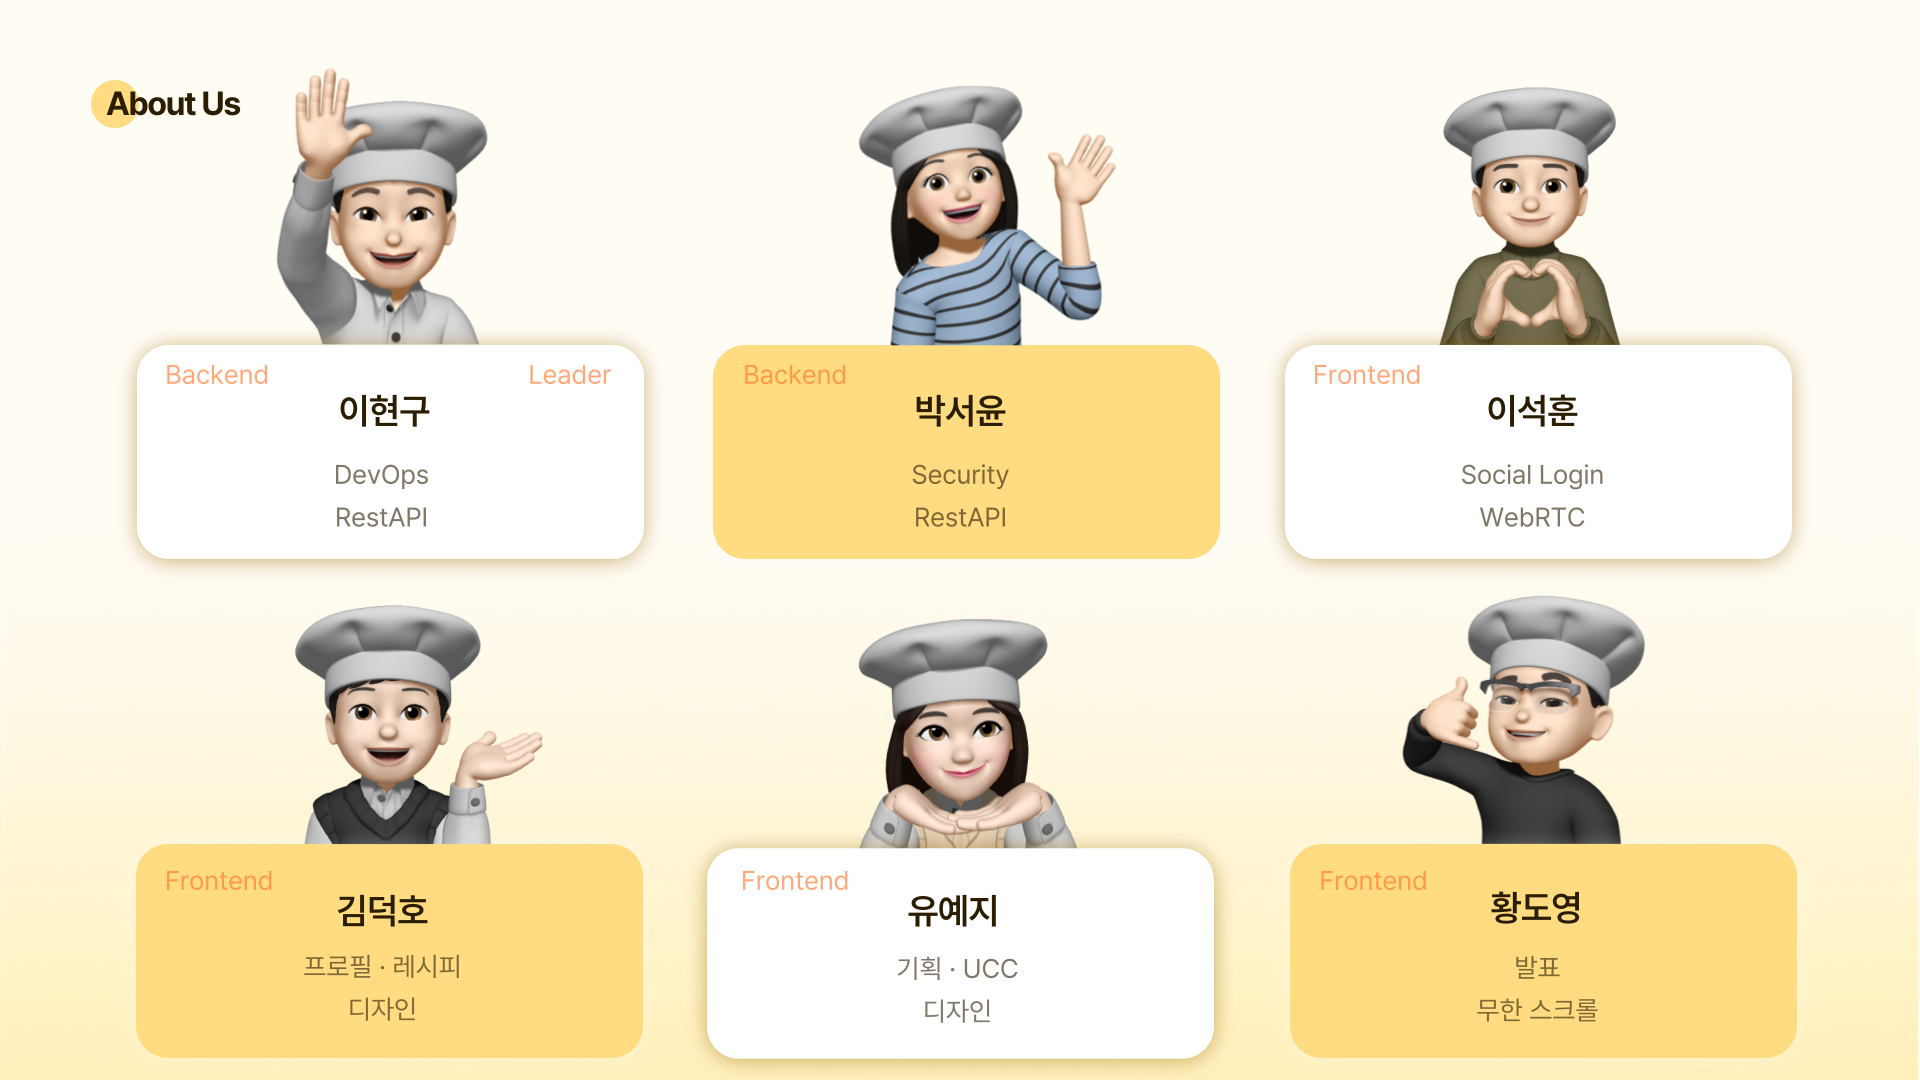 About Us
Backend
Leader
이현구
DevOps
RestAPI
Backend
박서윤
Security
RestAPI
Frontend
이석훈
Social Login
WebRTC
Frontend
김덕호
프로필 · 레시피
디자인
Frontend
유예지
기획 · UCC
디자인
Frontend
황도영
발표
무한 스크롤